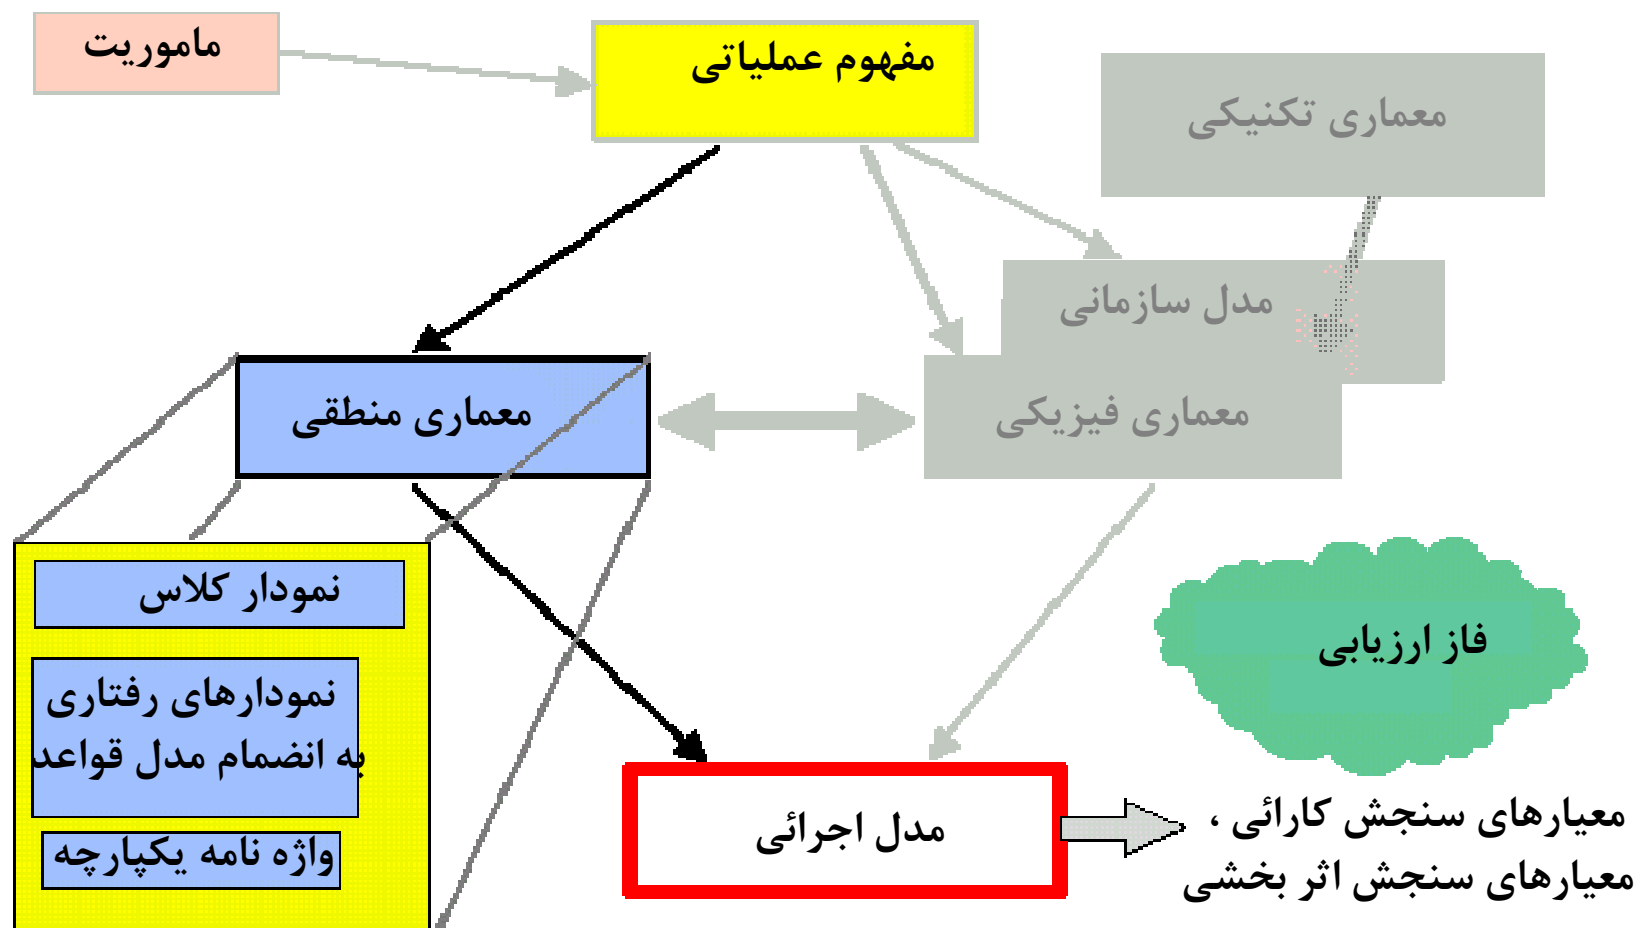 ماموریت
مفهوم عملیاتی
معماری تکنیکی
مدل سازمانی
معماری منطقی
معماری فیزیکی
نمودار کلاس
نمودارهای رفتاری
به انضمام مدل قواعد
واژه نامه یکپارچه
فاز ارزیابی
مدل اجرائی
معیارهای سنجش کارائی ،
معیارهای سنجش اثر بخشی